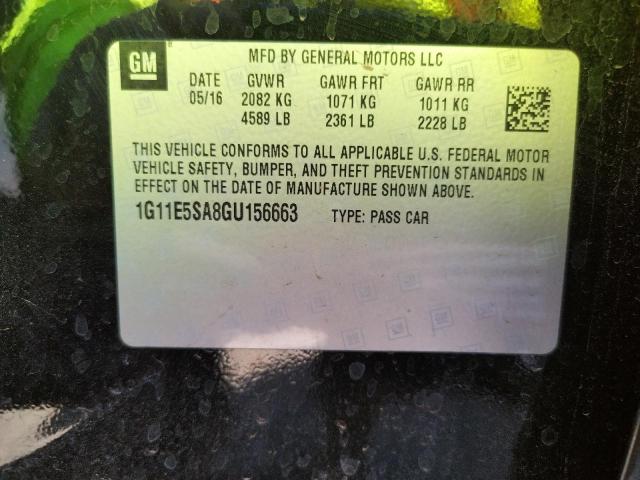 GM
MFD BY GENERAL MOTORS LLC
DATE GVWR GAWR FRT GAWR RR
05/16 2082 KG 1071 KG 1011 KG
4589 LB 2361 LB 2228 LB
THIS VEHICLE CONFORMS TO ALL APPLICABLE U.S. FEDERAL MOTOR
VEHICLE SAFETY, BUMPER, AND THEFT PREVENTION STANDARDS IN
EFFECT ON THE DATE OF MANUFACTURE SHOWN ABOVE.
1G11E5SA8GU156663 TYPE: PASS CAR